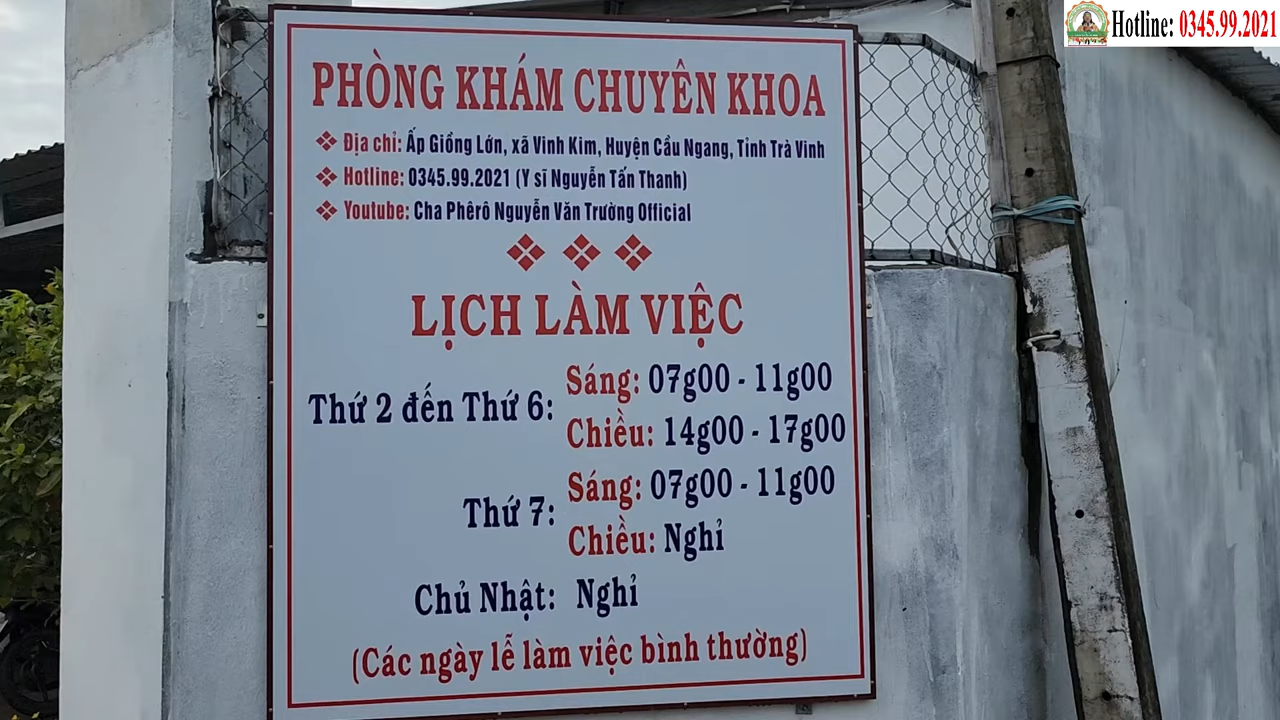 Hotline: 0345.99.2021
PHÒNG KHÁM CHUYÊN KHOA
Địa chỉ: Ấp Giồng Lớn, xã Vinh Kim, Huyện Cầu Ngang, Tỉnh Trà Vinh
Hotline: 0345.99.2021 (Y sĩ Nguyễn Tấn Thanh)
Youtube: Cha Phêrô Nguyễn Văn Trường Official
LỊCH LÀM VIỆC
Thứ 2 đến Thứ 6: Sáng: 07g00 - 11g00
Chiều: 14g00 - 17g00
Thứ 7: Sáng: 07g00 - 11g00
Chiều: Nghỉ
Chủ Nhật: Nghỉ
(Các ngày lễ làm việc bình thường)